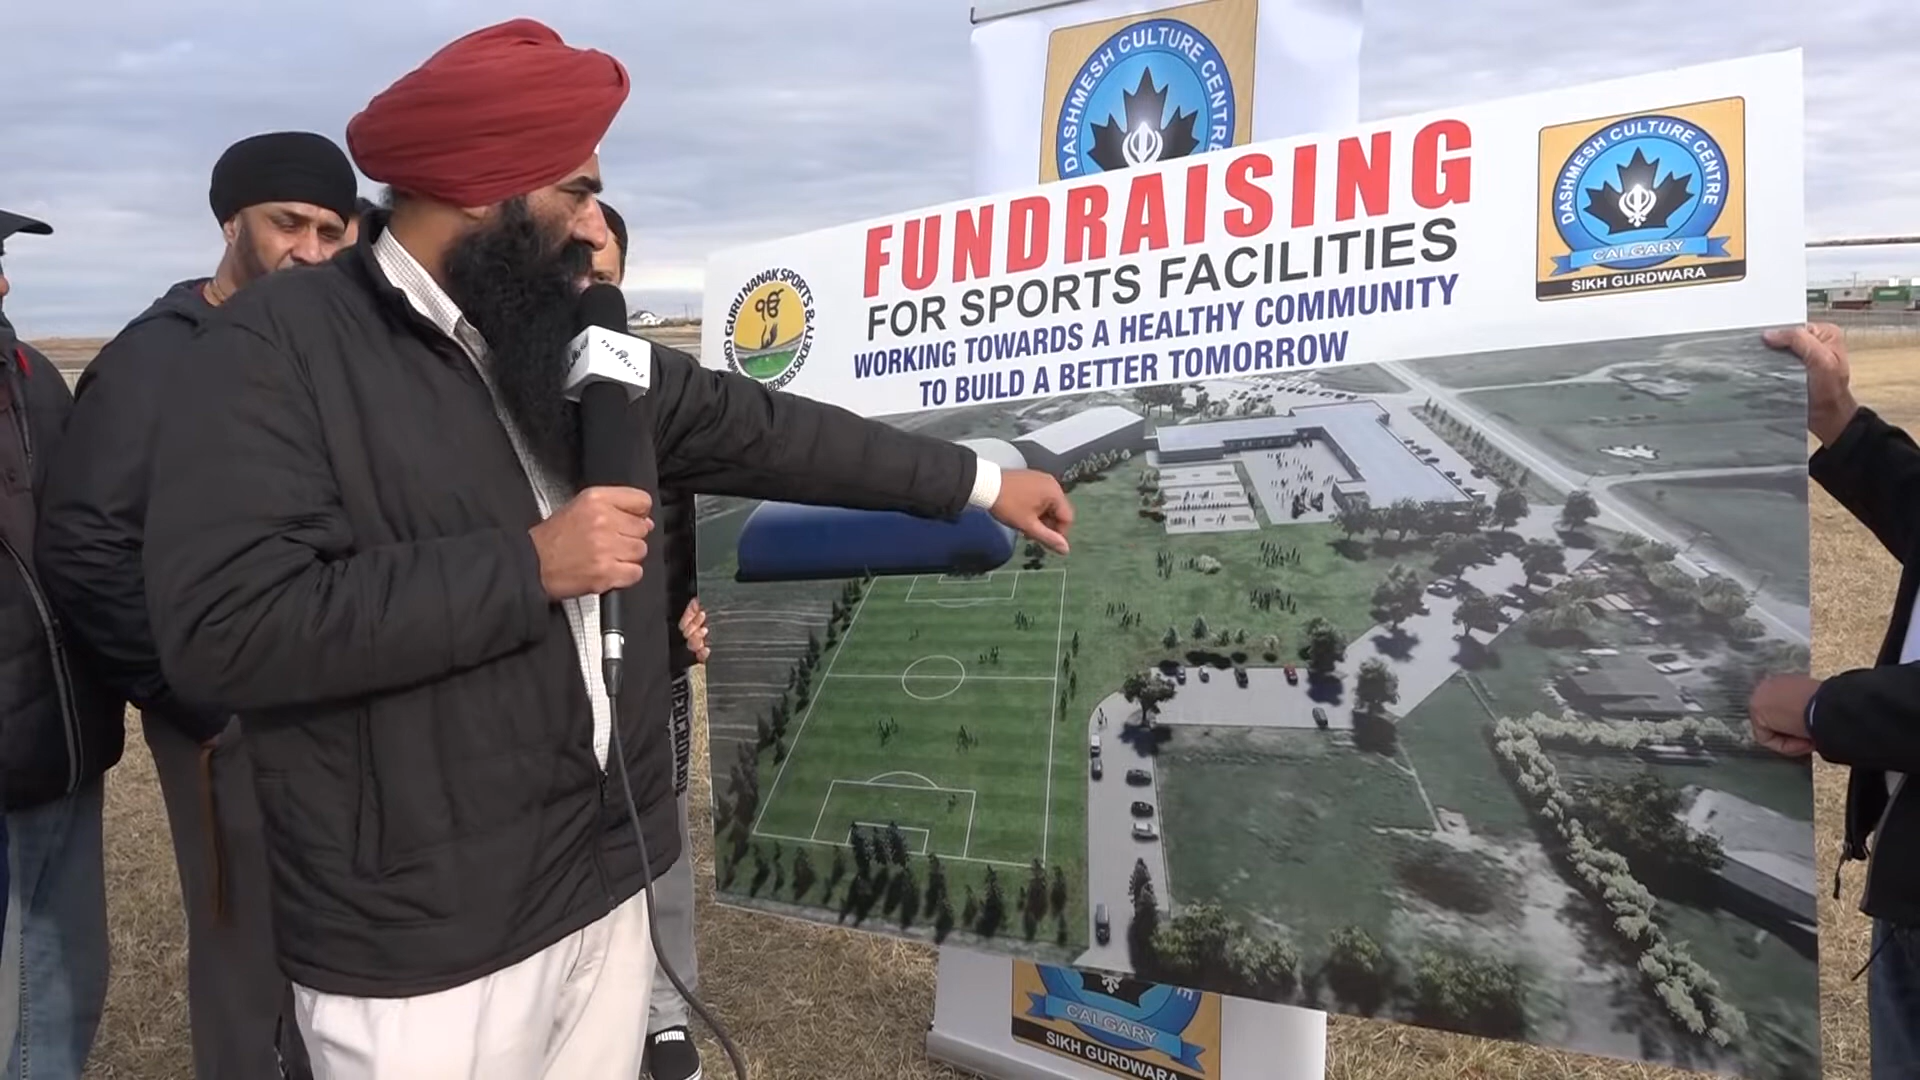 DASHMESH CULTURE CENTRE
FUNDRAISING
FOR SPORTS FACILITIES
WORKING TOWARDS A HEALTHY COMMUNITY
TO BUILD A BETTER TOMORROW
GURU NANAK SPORTS &
ੴ
DASHMESH CULTURE CENTRE
CALGARY
SIKH GURDWARA
CALGARY
SIKH GURDWARA
PUMA